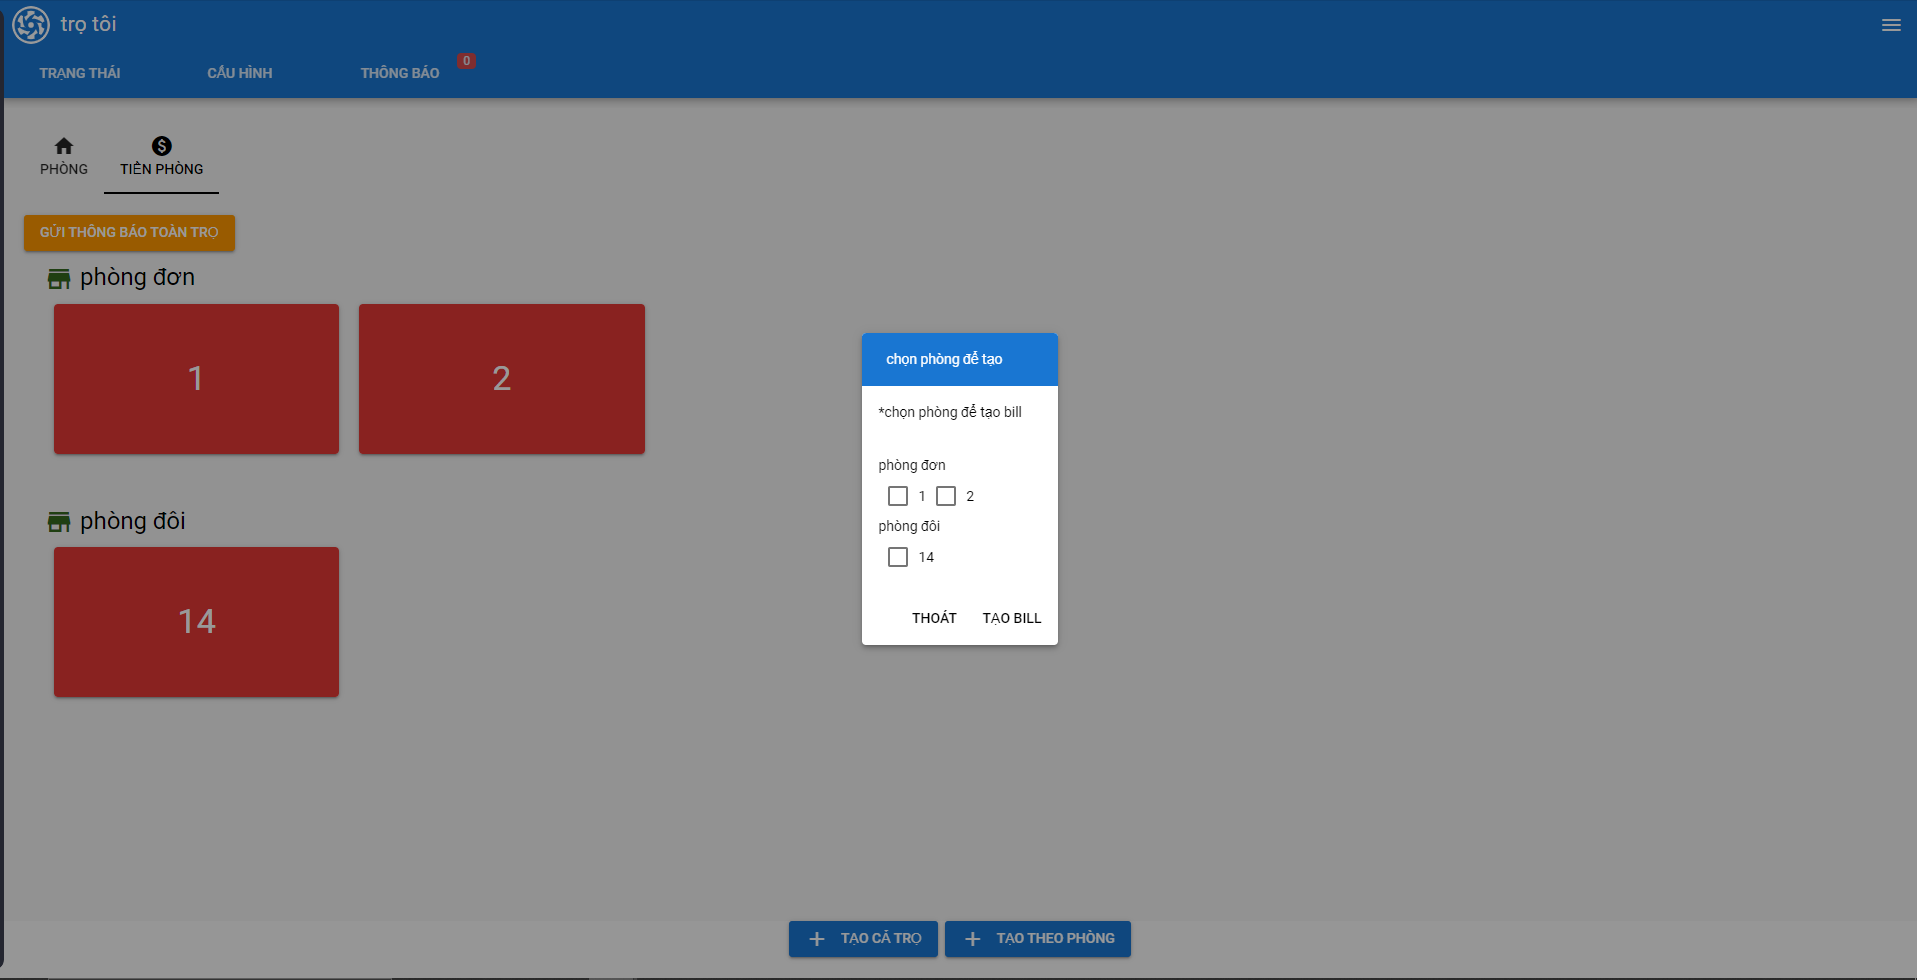 trọ tôi
TRẠNG THÁI
CẤU HÌNH
THÔNG BÁO
0
PHÒNG
TIỀN PHÒNG
GỬI THÔNG BÁO TOÀN TRỌ
phòng đơn
1
2
phòng đôi
14
chọn phòng để tạo
*chọn phòng để tạo bill
phòng đơn
1 2
phòng đôi
14
THOÁT TẠO BILL
TẠO CẢ TRỌ
TẠO THEO PHÒNG